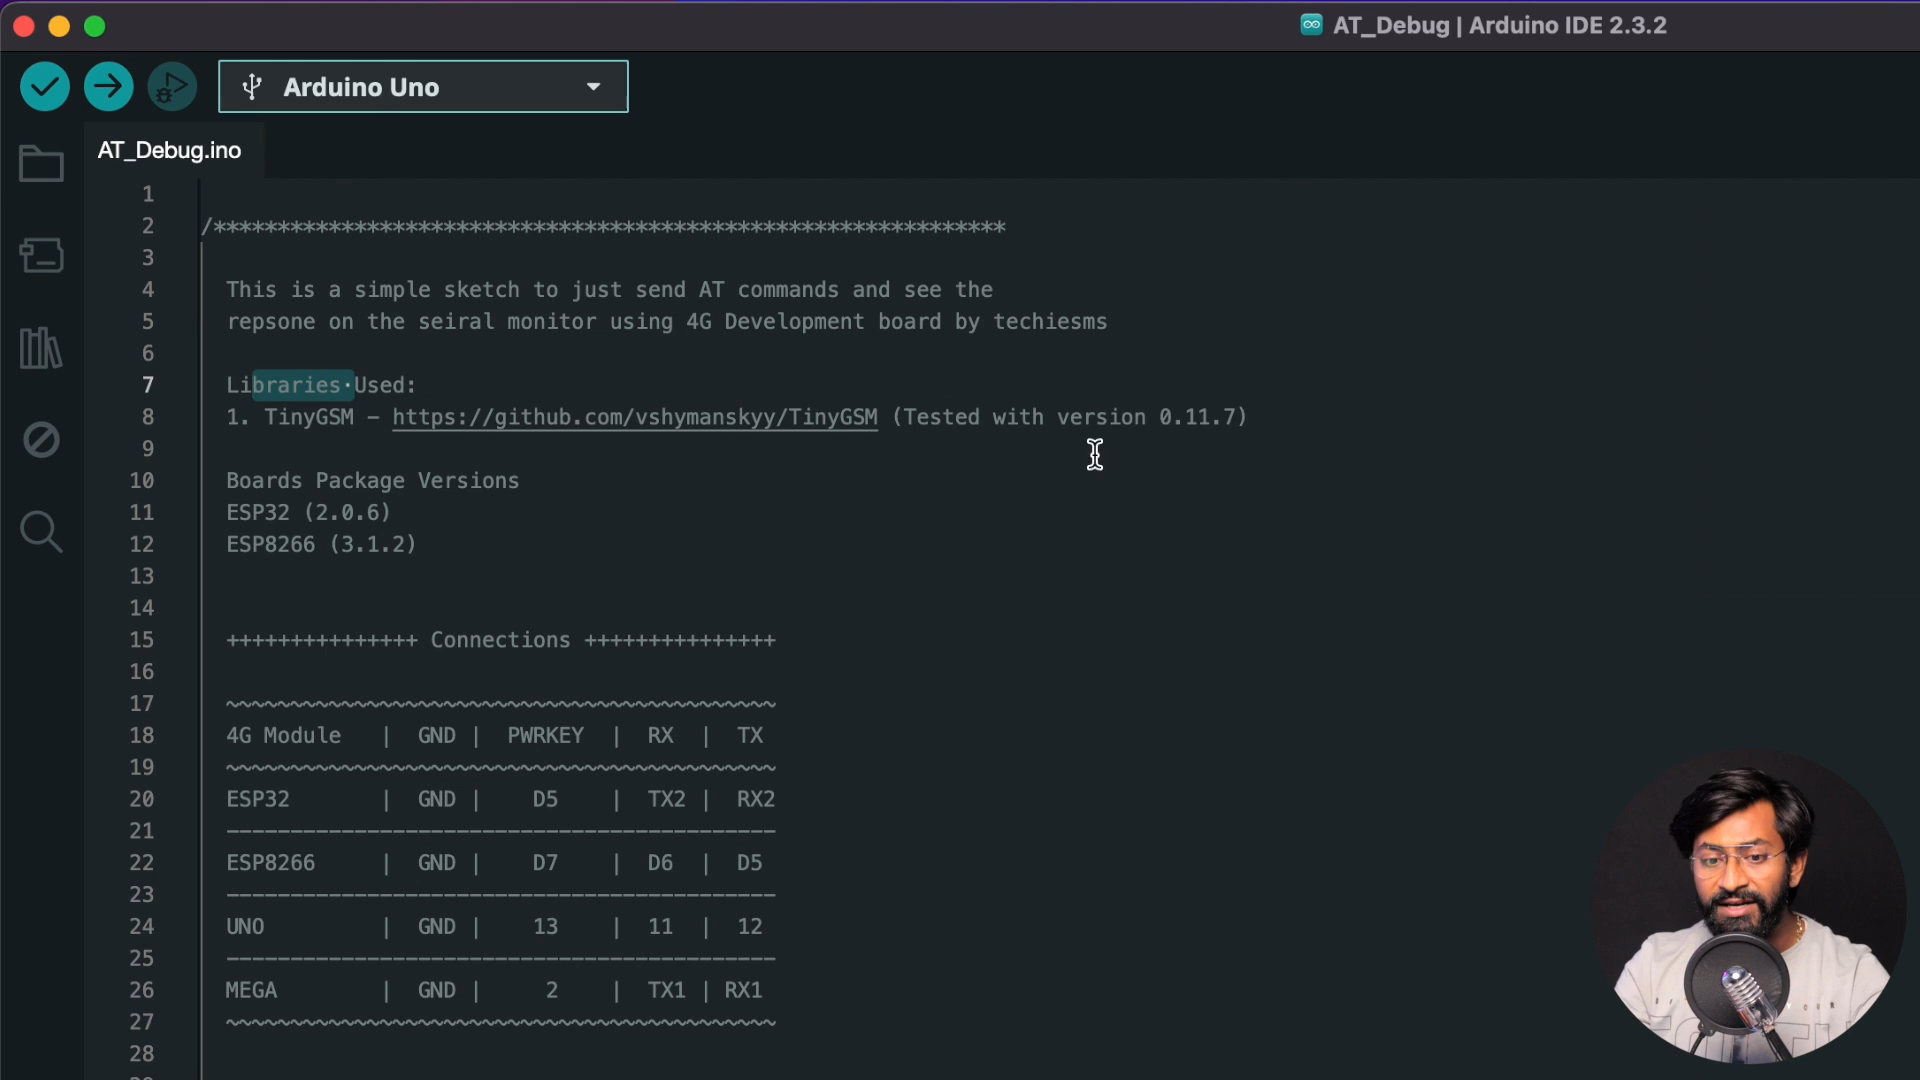 AT_Debug | Arduino IDE 2.3.2
Arduino Uno
AT_Debug.ino
1
2 /**************************************************************
3
4 This is a simple sketch to just send AT commands and see the
5 repsone on the seiral monitor using 4G Development board by techiesms
6
7 Libraries·Used:
8 1. TinyGSM – https://github.com/vshymanskyy/TinyGSM (Tested with version 0.11.7)
9
10 Boards Package Versions
11 ESP32 (2.0.6)
12 ESP8266 (3.1.2)
13
14
15 +++++++++++++++ Connections +++++++++++++++
16
17 ~~~~~~~~~~~~~~~~~~~~~~~~~~~~~~~~~~~~~~~~~~~
18 4G Module | GND | PWRKEY | RX | TX
19 ~~~~~~~~~~~~~~~~~~~~~~~~~~~~~~~~~~~~~~~~~~~
20 ESP32 | GND | D5 | TX2 | RX2
21 -------------------------------------------
22 ESP8266 | GND | D7 | D6 | D5
23 -------------------------------------------
24 UNO | GND | 13 | 11 | 12
25 -------------------------------------------
26 MEGA | GND | 2 | TX1 | RX1
27 ~~~~~~~~~~~~~~~~~~~~~~~~~~~~~~~~~~~~~~~~~~~
28